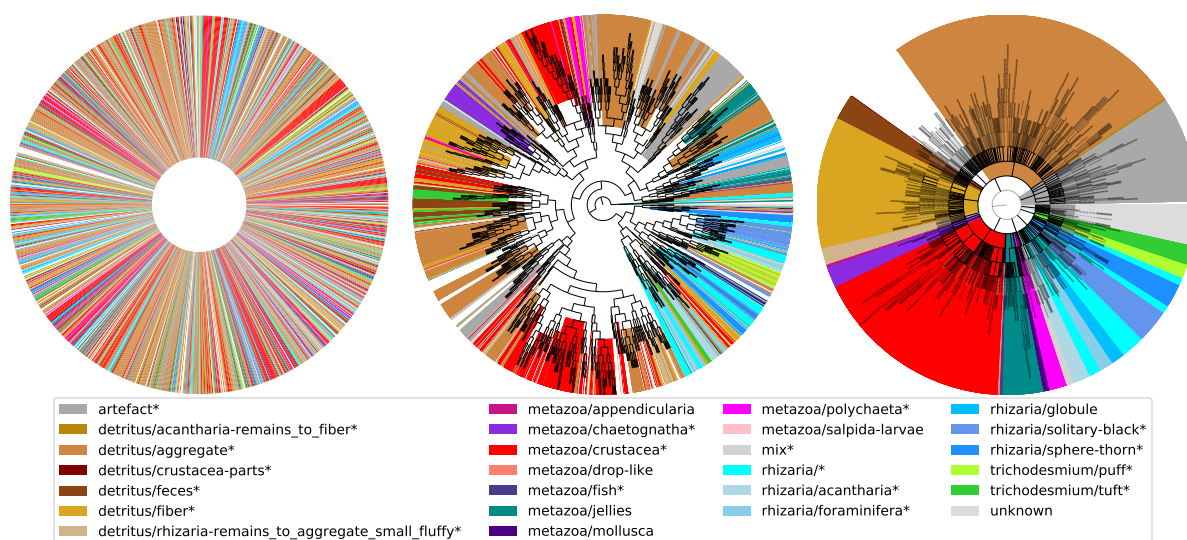 artefact*
detritus/acantharia-remains_to_fiber*
detritus/aggregate*
detritus/crustacea-parts*
detritus/feces*
detritus/fiber*
detritus/rhizaria-remains_to_aggregate_small_fluffy*
metazoa/appendicularia
metazoa/chaetognatha*
metazoa/crustacea*
metazoa/drop-like
metazoa/fish*
metazoa/jellies
metazoa/mollusca
metazoa/polychaeta*
metazoa/salpida-larvae
mix*
rhizaria/*
rhizaria/acantharia*
rhizaria/foraminifera*
rhizaria/globule
rhizaria/solitary-black*
rhizaria/sphere-thorn*
trichodesmium/puff*
trichodesmium/tuft*
unknown